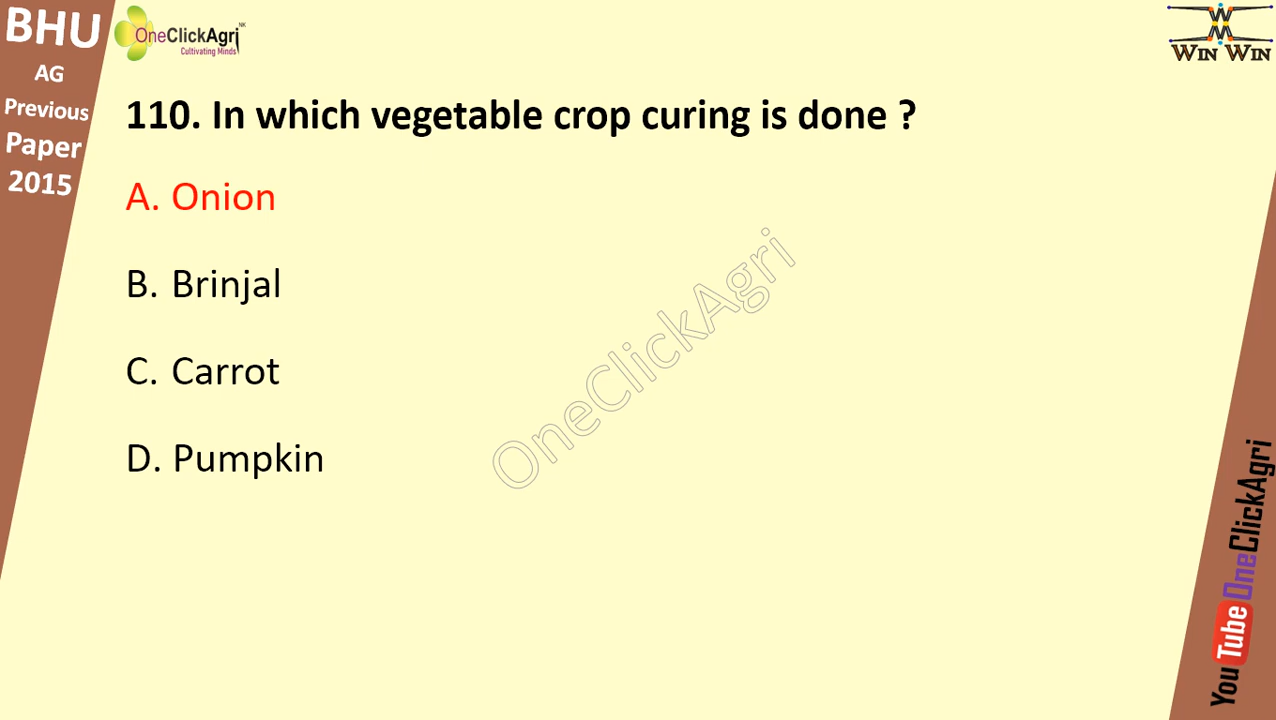 BHU
AG
Previous
Paper
2015
OneClickAgri NK
Cultivating Minds
WIN WIN
110. In which vegetable crop curing is done ?
A. Onion
B. Brinjal
C. Carrot
D. Pumpkin
OneClickAgri
YouTube OneClickAgri